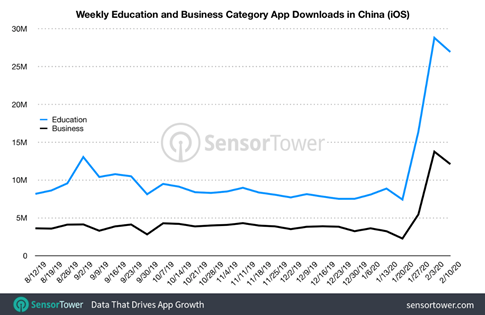 Weekly Education and Business Category App Downloads in China (iOS)
30M
25M
20M
15M
10M
5M
0
Education
Business
SensorTower
8/12/19
8/19/19
8/26/19
9/2/19
9/9/19
9/16/19
9/23/19
9/30/19
10/7/19
10/14/19
10/21/19
10/28/19
11/4/19
11/11/19
11/18/19
11/25/19
12/2/19
12/9/19
12/16/19
12/23/19
12/30/19
1/6/20
1/13/20
1/20/20
1/27/20
2/3/20
2/10/20
SensorTower Data That Drives App Growth sensortower.com